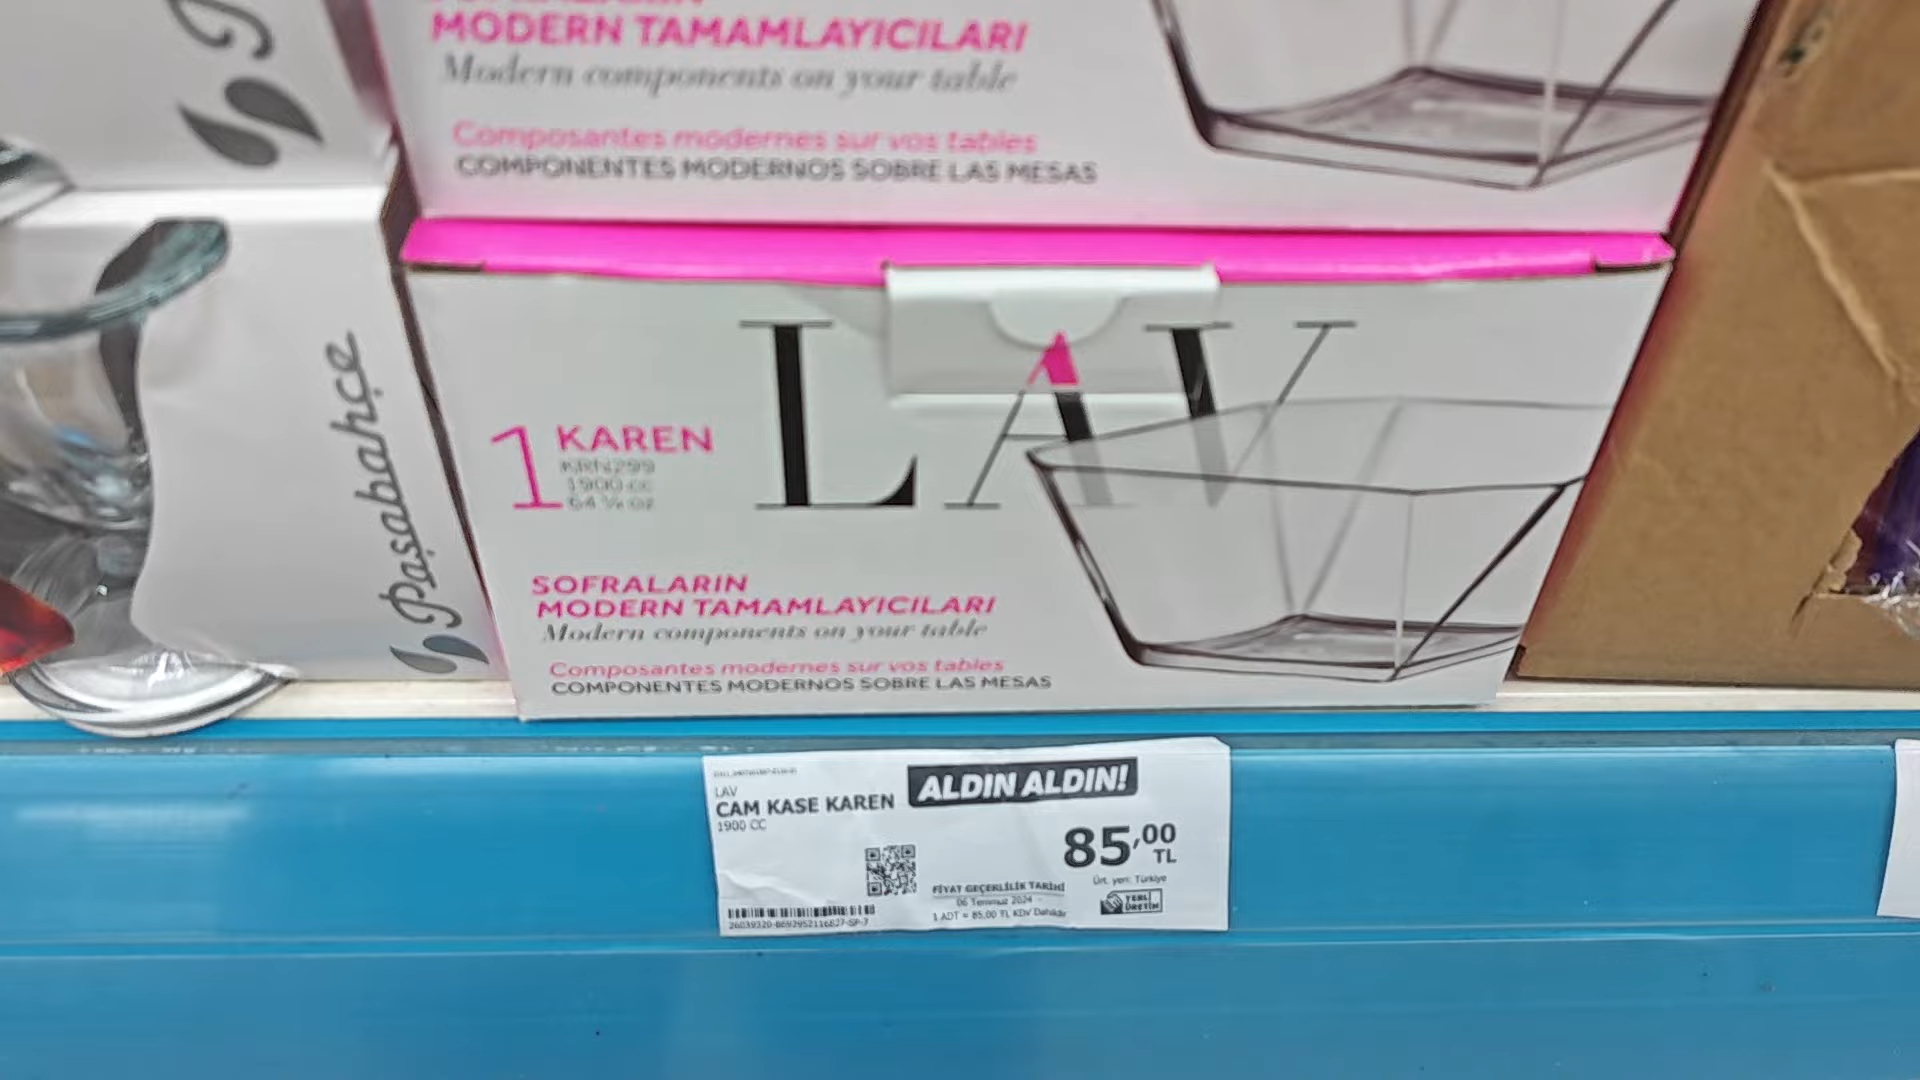 MODERN TAMAMLAYICILARI
Modern components on your table
Composantes modernes sur vos tables
COMPONENTES MODERNOS SOBRE LAS MESAS
Paşabahçe
LAV
1 KAREN
KRN299
1900 cc
64 ¼ oz
SOFRALARIN
MODERN TAMAMLAYICILARI
Modern components on your table
Composantes modernes sur vos tables
COMPONENTES MODERNOS SOBRE LAS MESAS
LAV
CAM KASE KAREN
1900 CC
ALDIN ALDIN!
85,00
TL
Ürt. yeri: Türkiye
YERLİ
ÜRETİM
FİYAT GEÇERLİLİK TARİHİ
06 Temmuz 2024
1 ADT = 85,00 TL KDV Dahildir